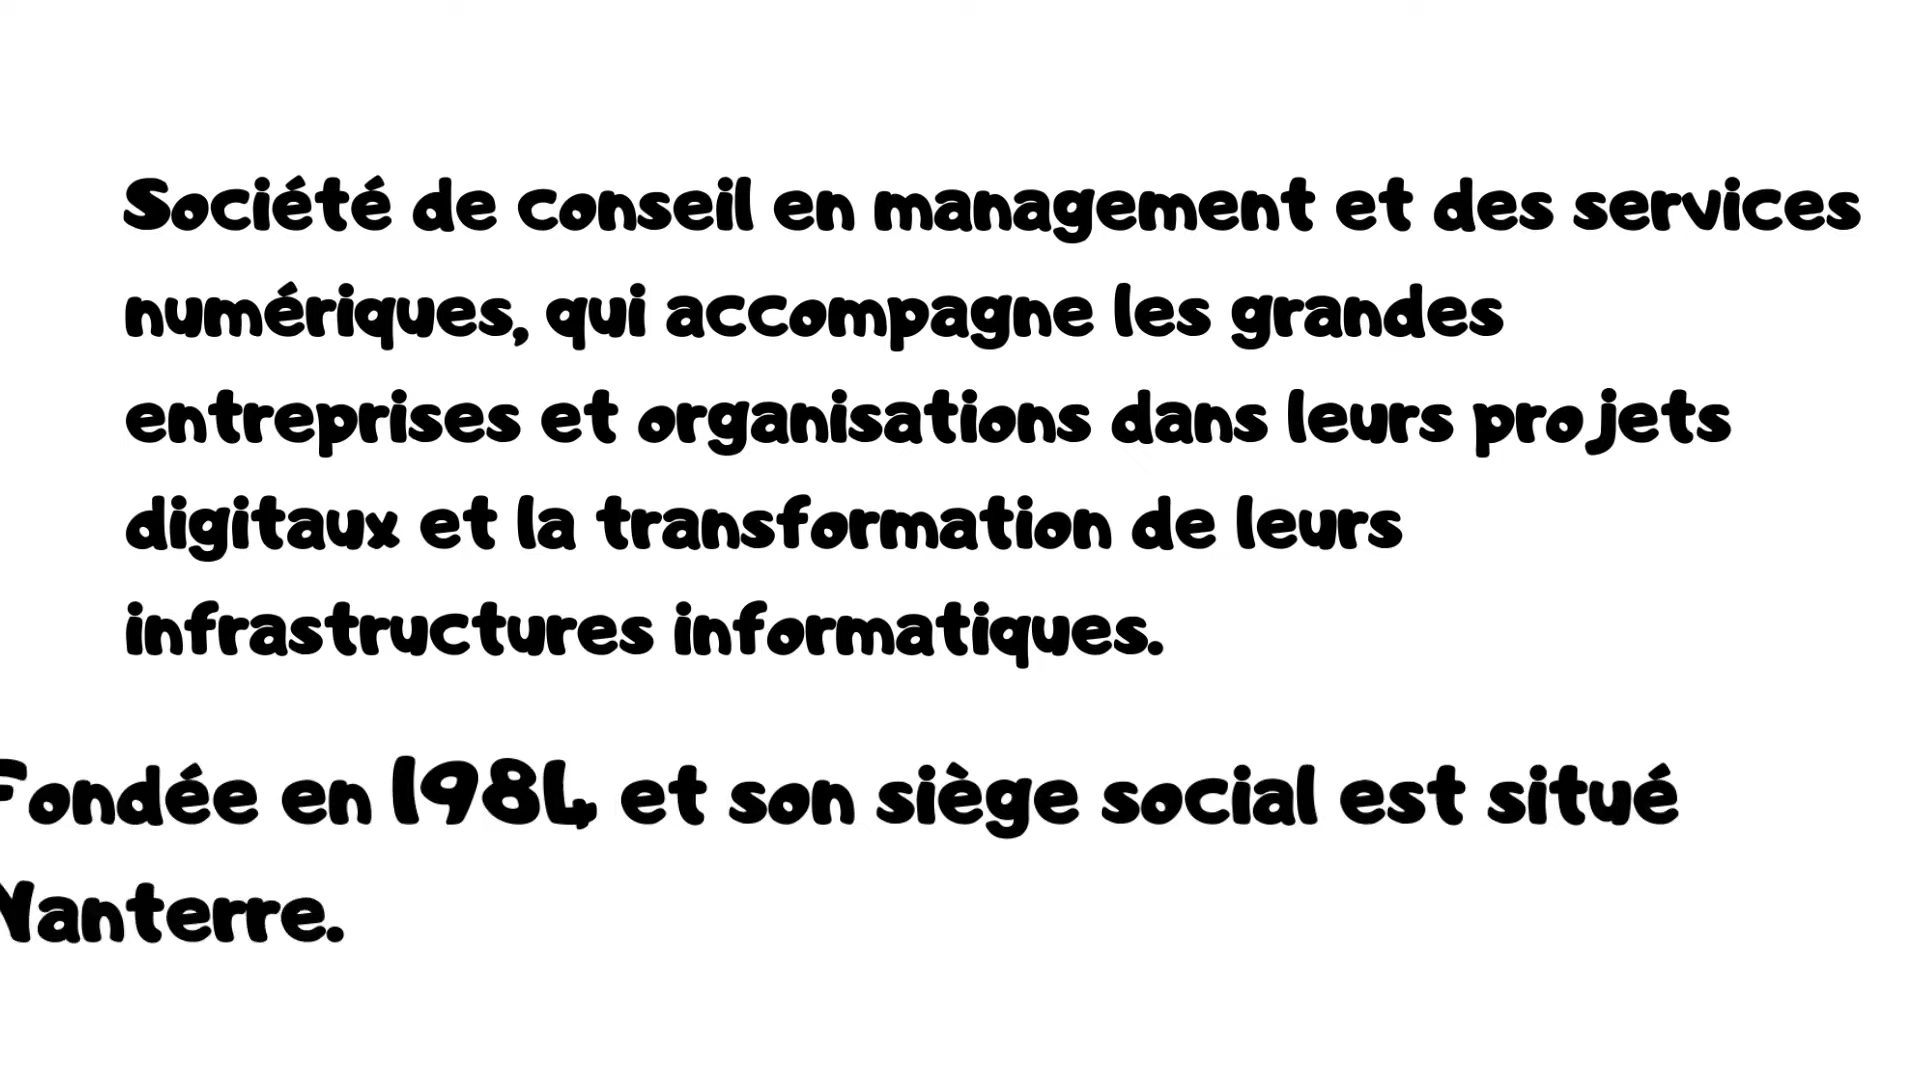 Société de conseil en management et des services
numériques, qui accompagne les grandes
entreprises et organisations dans leurs projets
digitaux et la transformation de leurs
infrastructures informatiques.
Fondée en 1984 et son siège social est situé
Nanterre.